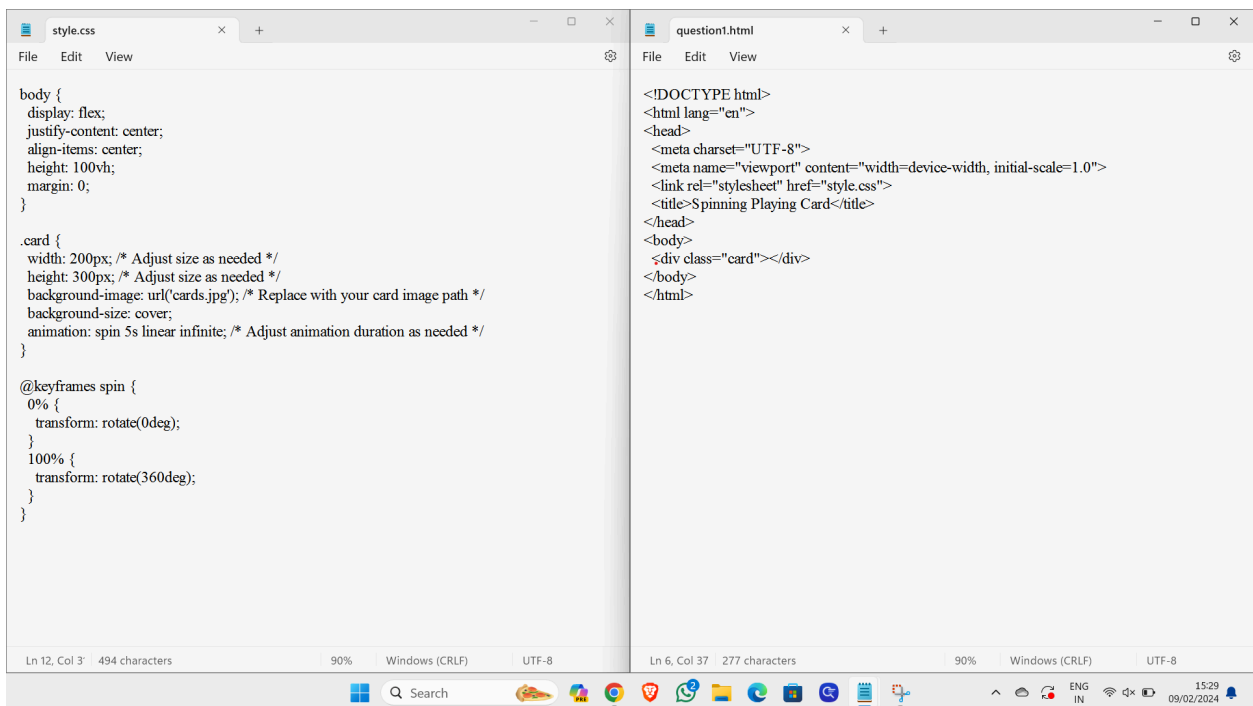 style.css
File Edit View
body {
  display: flex;
  justify-content: center;
  align-items: center;
  height: 100vh;
  margin: 0;
}
.card {
  width: 200px; /* Adjust size as needed */
  height: 300px; /* Adjust size as needed */
  background-image: url('cards.jpg'); /* Replace with your card image path */
  background-size: cover;
  animation: spin 5s linear infinite; /* Adjust animation duration as needed */
}
@keyframes spin {
  0% {
    transform: rotate(0deg);
  }
  100% {
    transform: rotate(360deg);
  }
}
Ln 12, Col 3 494 characters 90% Windows (CRLF) UTF-8
question1.html
File Edit View
<!DOCTYPE html>
<html lang="en">
<head>
  <meta charset="UTF-8">
  <meta name="viewport" content="width=device-width, initial-scale=1.0">
  <link rel="stylesheet" href="style.css">
  <title>Spinning Playing Card</title>
</head>
<body>
  <div class="card"></div>
</body>
</html>
Ln 6, Col 37 277 characters 90% Windows (CRLF) UTF-8
Search
PRE
2
ENG
IN
15:29
09/02/2024